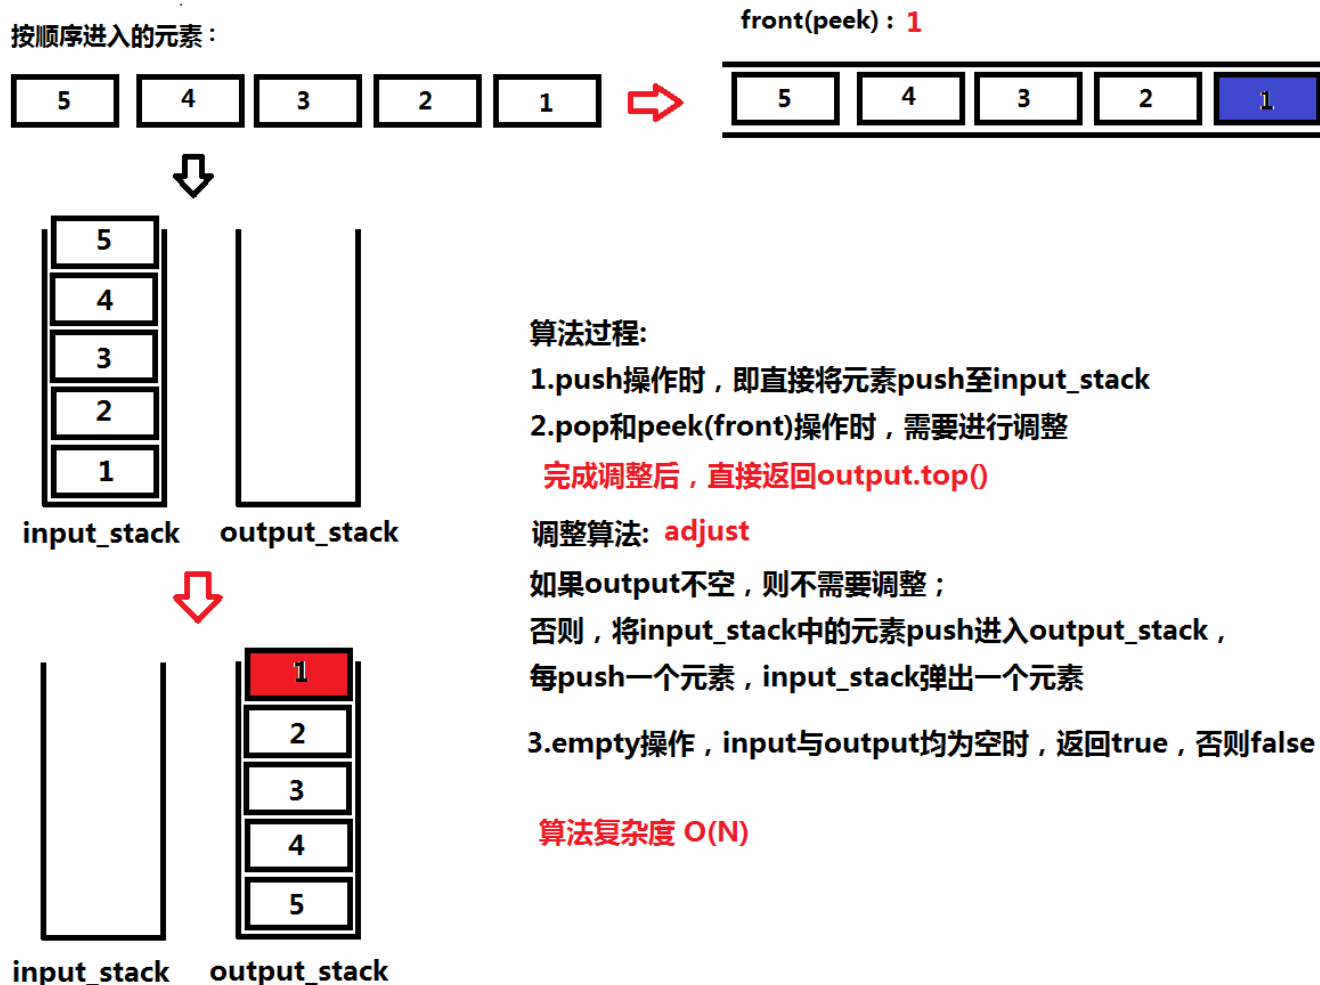 按顺序进入的元素：
front(peek)：1
5 4 3 2 1
5 4 3 2 1
5
4
3
2
1
input_stack output_stack
算法过程:
1.push操作时，即直接将元素push至input_stack
2.pop和peek(front)操作时，需要进行调整
完成调整后，直接返回output.top()
调整算法: adjust
如果output不空，则不需要调整；
否则，将input_stack中的元素push进入output_stack，
每push一个元素，input_stack弹出一个元素
3.empty操作，input与output均为空时，返回true，否则false
算法复杂度 O(N)
1
2
3
4
5
input_stack output_stack